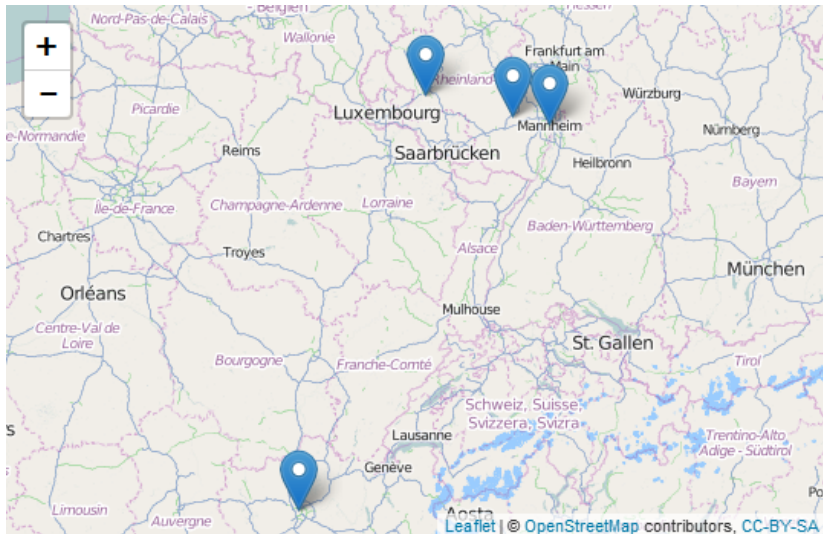 Nord-Pas-de-Calais
Belgien
Hessen
+
Wallonie
Frankfurt am
Main
Rheinland-
−
Picardie
Würzburg
Luxembourg
Mannheim
Nürnberg
e-Normandie
Reims
Saarbrücken
Heilbronn
Bayern
Île-de-France
Champagne-Ardenne
Lorraine
Baden-Württemberg
Chartres
Troyes
Alsace
München
Orléans
Mulhouse
Centre-Val de
Loire
St. Gallen
Bourgogne
Franche-Comté
Tirol
Schweiz, Suisse,
Svizzera, Svizra
s
Lausanne
Trentino-Alto
Adige - Südtirol
Genève
Limousin
Auvergne
Po
Aosta
Leaflet | © OpenStreetMap contributors, CC-BY-SA